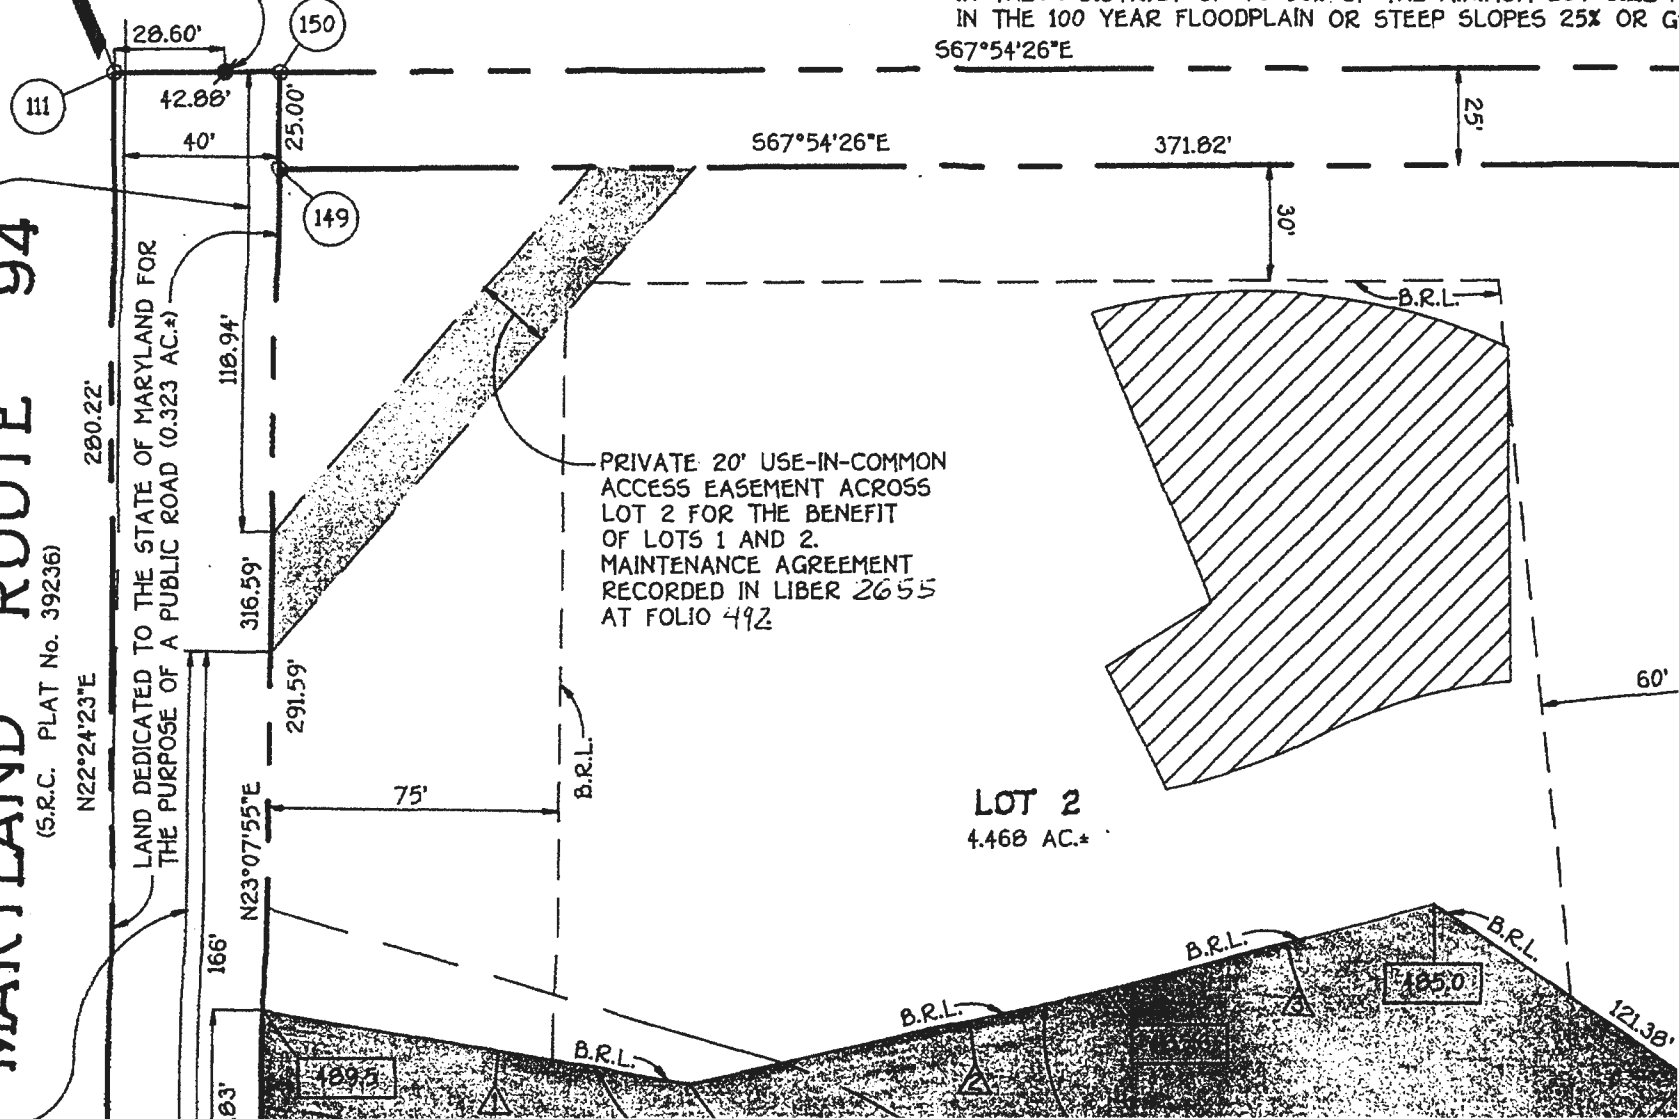 IN THE 100 YEAR FLOODPLAIN OR STEEP SLOPES 25% OR G
S67°54'26"E
28.60'
150
111
42.88'
25.00'
25'
40'
S67°54'26"E
371.82'
149
30'
MARYLAND ROUTE 94
(S.R.C. PLAT No. 39236)
N22°24'23"E
280.22'
LAND DEDICATED TO THE STATE OF MARYLAND FOR
THE PURPOSE OF A PUBLIC ROAD (0.323 AC.±)
118.94'
B.R.L.
PRIVATE 20' USE-IN-COMMON
ACCESS EASEMENT ACROSS
LOT 2 FOR THE BENEFIT
OF LOTS 1 AND 2.
MAINTENANCE AGREEMENT
RECORDED IN LIBER 2655
AT FOLIO 492
316.59'
291.59'
60'
B.R.L.
75'
LOT 2
4.468 AC.±
N23°07'55"E
166'
B.R.L.
B.R.L.
485.0
B.R.L.
3
121.38'
B.R.L.
489.5
2
1
83'